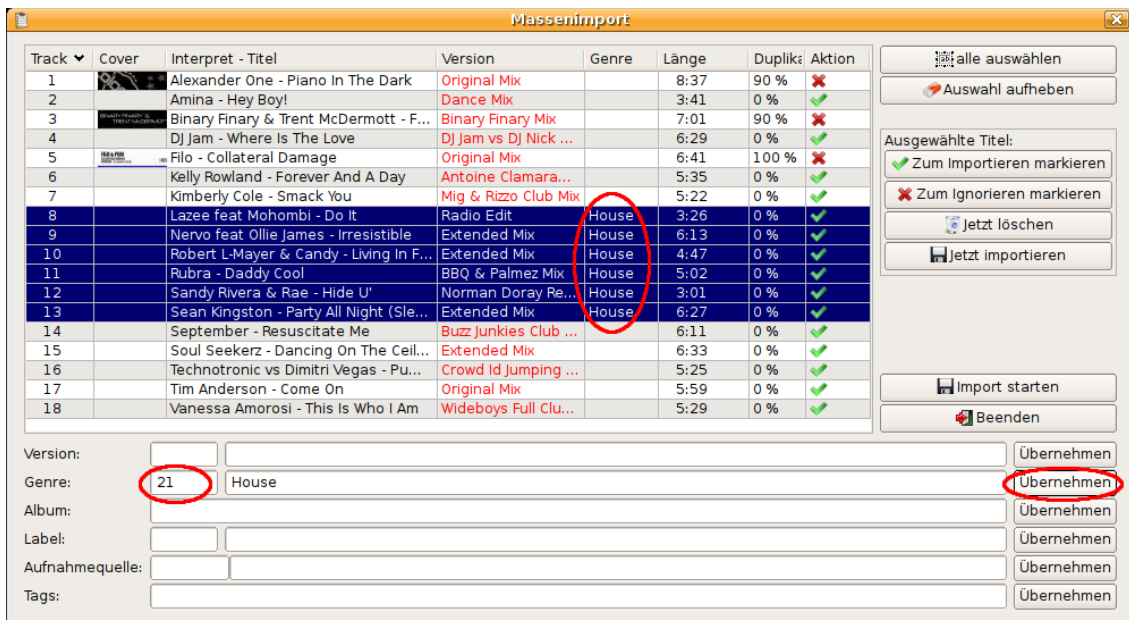 Massenimport
Track Cover Interpret - Titel Version Genre Länge Duplika Aktion
1 Alexander One - Piano In The Dark Original Mix 8:37 90 %
2 Amina - Hey Boy! Dance Mix 3:41 0 %
3 Binary Finary & Trent McDermott - F... Binary Finary Mix 7:01 90 %
4 DJ Jam - Where Is The Love DJ Jam vs DJ Nick ... 6:29 0 %
5 Filo - Collateral Damage Original Mix 6:41 100 %
6 Kelly Rowland - Forever And A Day Antoine Clamara... 5:35 0 %
7 Kimberly Cole - Smack You Mig & Rizzo Club Mix 5:22 0 %
8 Lazee feat Mohombi - Do It Radio Edit House 3:26 0 %
9 Nervo feat Ollie James - Irresistible Extended Mix House 6:13 0 %
10 Robert L-Mayer & Candy - Living In F... Extended Mix House 4:47 0 %
11 Rubra - Daddy Cool BBQ & Palmez Mix House 5:02 0 %
12 Sandy Rivera & Rae - Hide U' Norman Doray Re... House 3:01 0 %
13 Sean Kingston - Party All Night (Sle... Extended Mix House 6:27 0 %
14 September - Resuscitate Me Buzz Junkies Club ... 6:11 0 %
15 Soul Seekerz - Dancing On The Ceil... Extended Mix 6:33 0 %
16 Technotronic vs Dimitri Vegas - Pu... Crowd Id Jumping ... 5:25 0 %
17 Tim Anderson - Come On Original Mix 5:59 0 %
18 Vanessa Amorosi - This Is Who I Am Wideboys Full Clu... 5:29 0 %
alle auswählen
Auswahl aufheben
Ausgewählte Titel:
Zum Importieren markieren
Zum Ignorieren markieren
Jetzt löschen
Jetzt importieren
Import starten
Beenden
Version: Übernehmen
Genre: 21 House Übernehmen
Album: Übernehmen
Label: Übernehmen
Aufnahmequelle: Übernehmen
Tags: Übernehmen